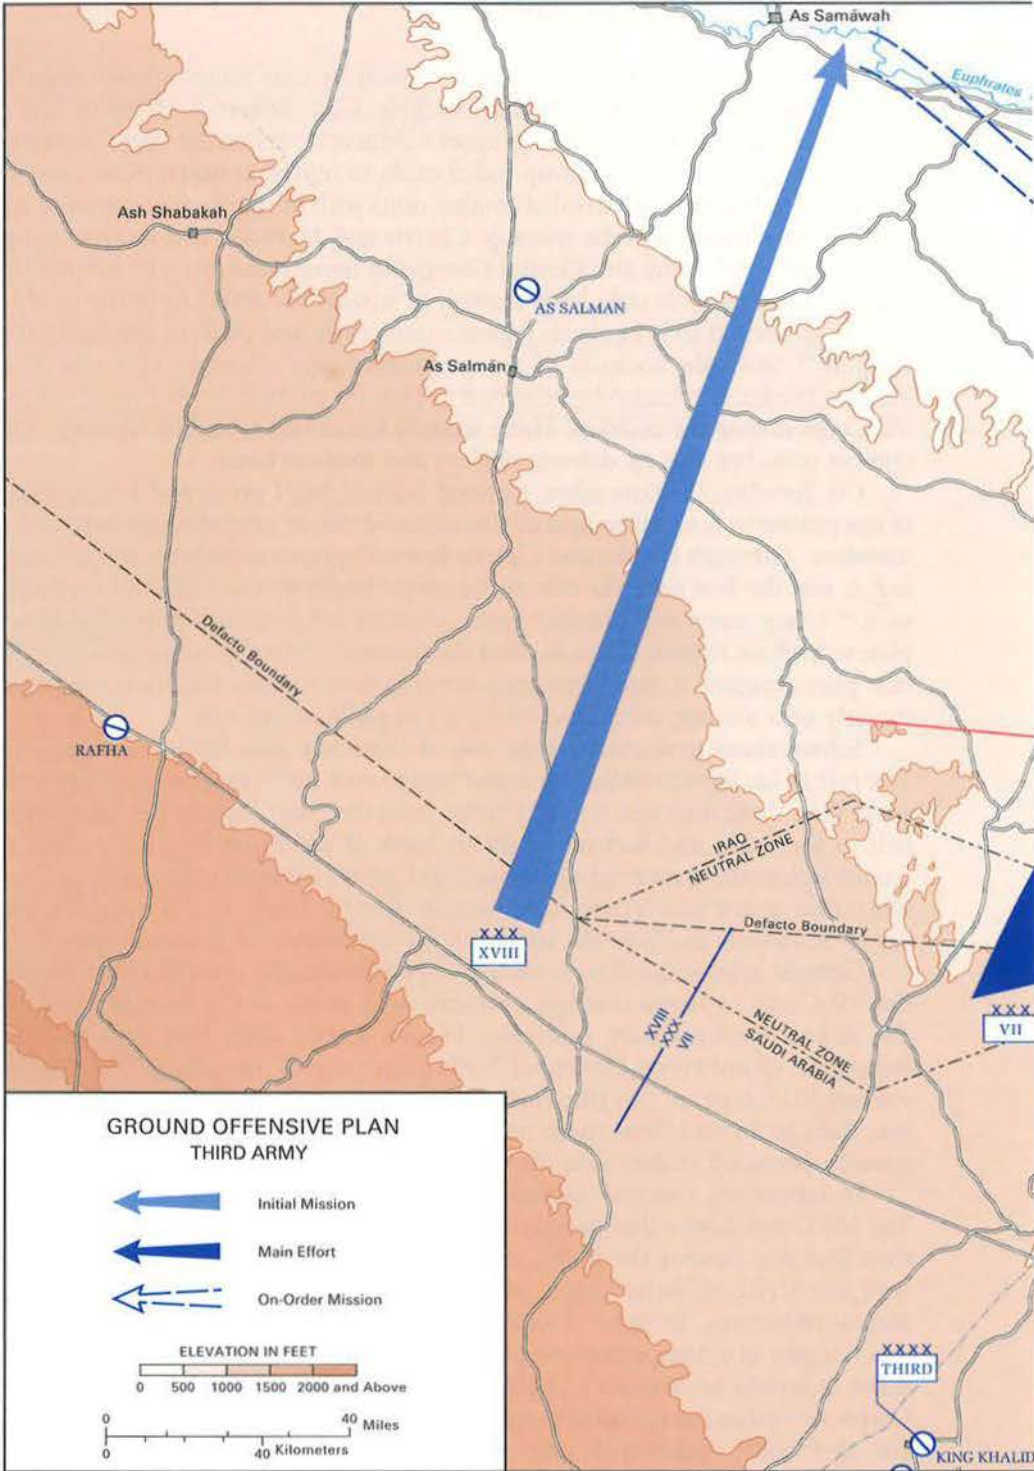 As Samāwah
Euphrates
Ash Shabakah
AS SALMAN
As Salmān
Defacto Boundary
RAFHA
IRAQ
NEUTRAL ZONE
Defacto Boundary
XXX
XVIII
XVIII
XXX
VII
NEUTRAL ZONE
SAUDI ARABIA
XXX
VII
GROUND OFFENSIVE PLAN
THIRD ARMY
Initial Mission
Main Effort
On-Order Mission
ELEVATION IN FEET
0 500 1000 1500 2000 and Above
0 40 Miles
0 40 Kilometers
XXXX
THIRD
KING KHALID